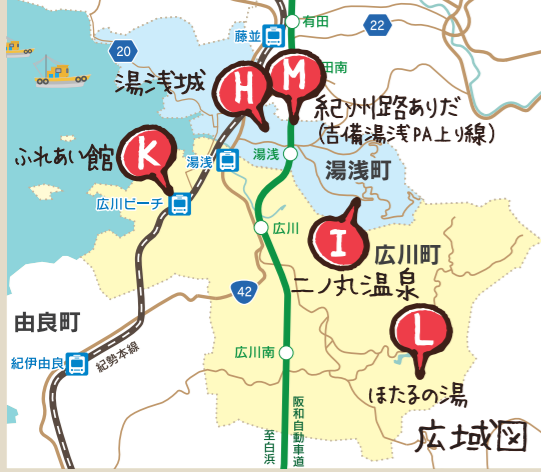 有田
22
藤並
20
有田南
湯浅城
H
M
紀州路ありだ
(吉備湯浅PA上り線)
ふれあい館
K
湯浅
湯浅
湯浅町
広川ビーチ
広川
I
広川町
二ノ丸温泉
42
由良町
L
紀伊由良
紀勢本線
広川南
ほたるの湯
阪和自動車道
至白浜
広域図